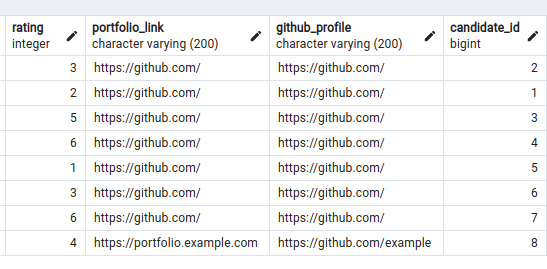 rating portfolio_link github_profile candidate_id
integer character varying (200) character varying (200) bigint
3 https://github.com/ https://github.com/ 2
2 https://github.com/ https://github.com/ 1
5 https://github.com/ https://github.com/ 3
6 https://github.com/ https://github.com/ 4
1 https://github.com/ https://github.com/ 5
3 https://github.com/ https://github.com/ 6
6 https://github.com/ https://github.com/ 7
4 https://portfolio.example.com https://github.com/example 8